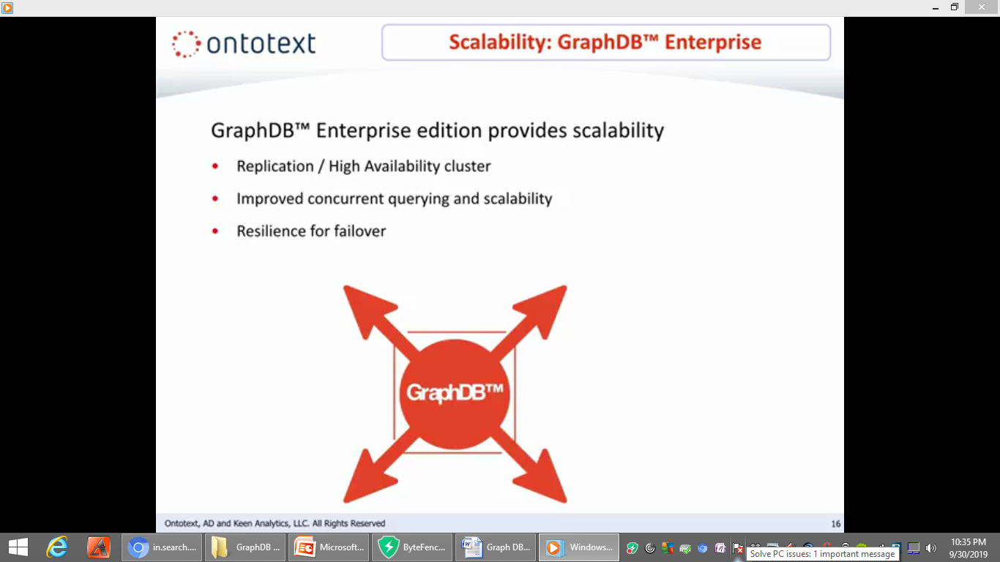 ontotext
Scalability: GraphDB™ Enterprise
GraphDB™ Enterprise edition provides scalability
• Replication / High Availability cluster
• Improved concurrent querying and scalability
• Resilience for failover
GraphDB™
Ontotext, AD and Keen Analytics, LLC. All Rights Reserved
16
in.search....
GraphDB ...
Microsoft...
ByteFenc...
Graph DB...
Windows...
10:35 PM
9/30/2019
Solve PC issues: 1 important message